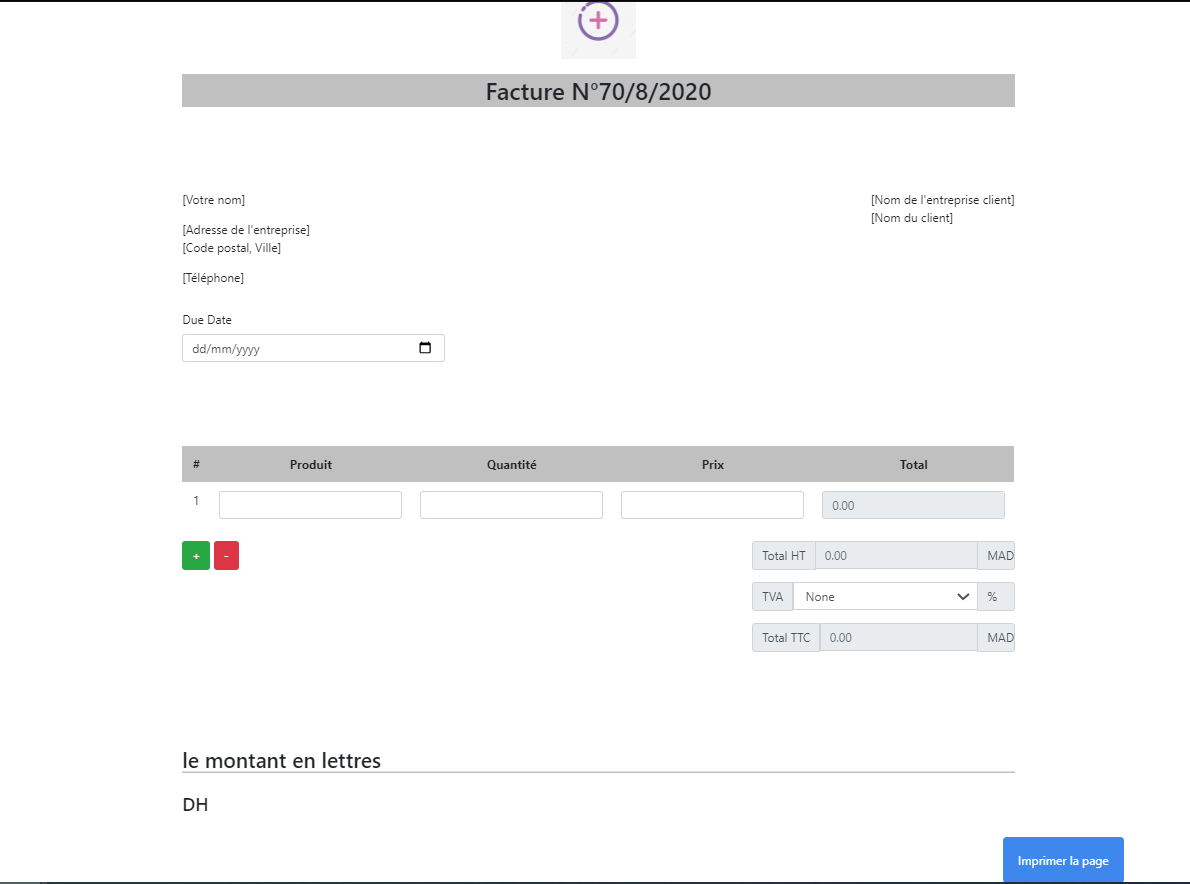 Facture N°70/8/2020
[Votre nom]
[Nom de l'entreprise client]
[Nom du client]
[Adresse de l'entreprise]
[Code postal, Ville]
[Téléphone]
Due Date
dd/mm/yyyy
# Produit Quantité Prix Total
1 0.00
+ -
Total HT 0.00 MAD
TVA None %
Total TTC 0.00 MAD
le montant en lettres
DH
Imprimer la page